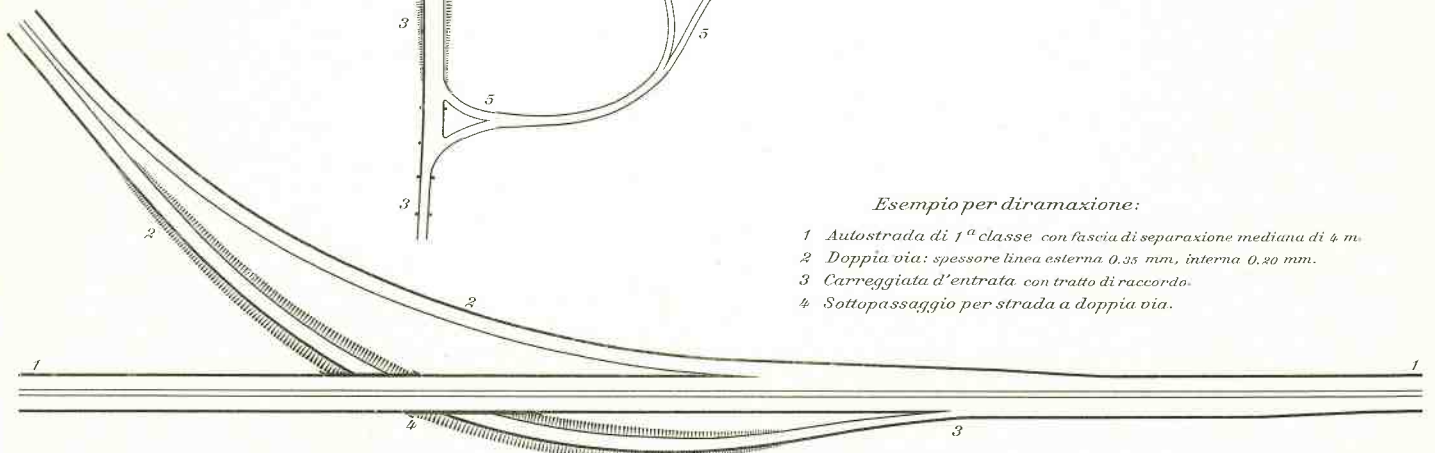 3
5
5
3
2
2
Esempio per diramaxione:
1 Autostrada di 1ª classe con fascia di separaxione mediana di 4 m.
2 Doppia via: spessore linea esterna 0.35 mm, interna 0.20 mm.
3 Carreggiata d'entrata con tratto di raccordo.
4 Sottopassaggio per strada a doppia via.
1
1
4
3